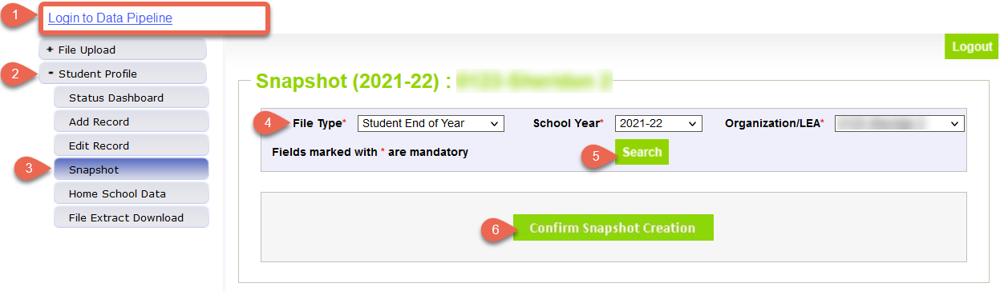 1
Login to Data Pipeline
Logout
+ File Upload
2
- Student Profile
Status Dashboard
Add Record
Edit Record
3
Snapshot
Home School Data
File Extract Download
Snapshot (2021-22) :
4
File Type* Student End of Year School Year* 2021-22 Organization/LEA*
Fields marked with * are mandatory
5
Search
6
Confirm Snapshot Creation